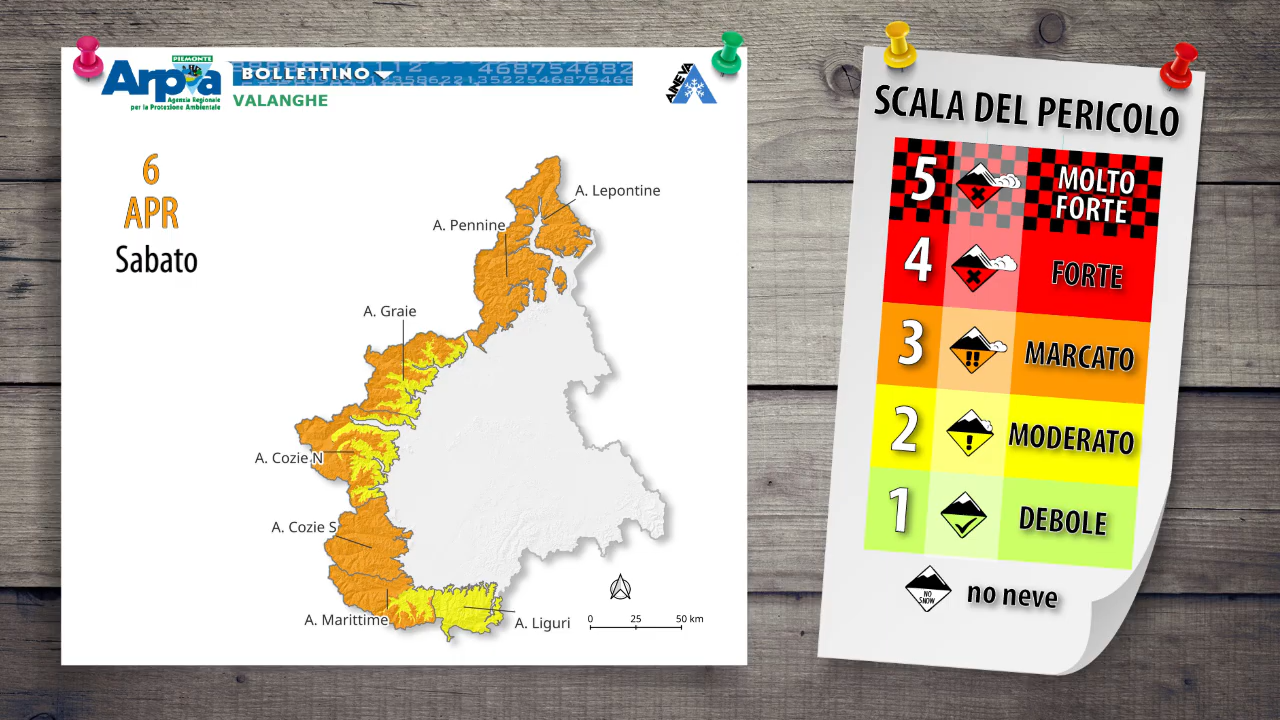 PIEMONTE
Arpa
Agenzia Regionale
per la Protezione Ambientale
BOLLETTINO
VALANGHE
AINEVA
6
APR
Sabato
A. Lepontine
A. Pennine
A. Graie
A. Cozie N
A. Cozie S
A. Marittime
A. Liguri
0 25 50 km
SCALA DEL PERICOLO
5 MOLTO
FORTE
4 FORTE
3 MARCATO
2 MODERATO
1 DEBOLE
NO
SNOW
no neve